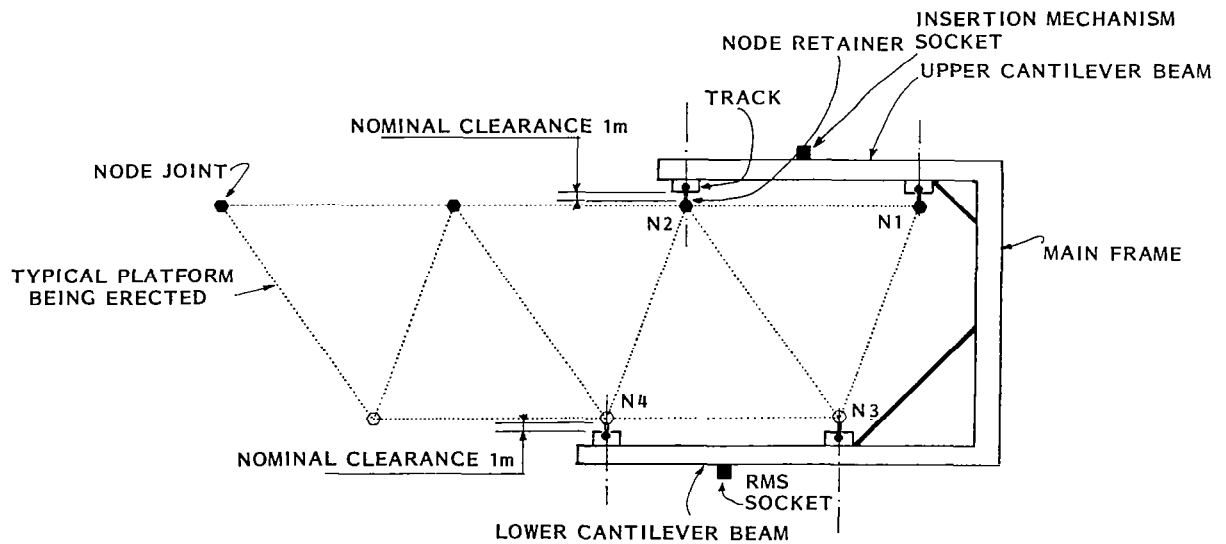 INSERTION MECHANISM
NODE RETAINER SOCKET
UPPER CANTILEVER BEAM
TRACK
NOMINAL CLEARANCE 1m
NODE JOINT
N2
N1
MAIN FRAME
TYPICAL PLATFORM
BEING ERECTED
N4
N3
NOMINAL CLEARANCE 1m
RMS
SOCKET
LOWER CANTILEVER BEAM